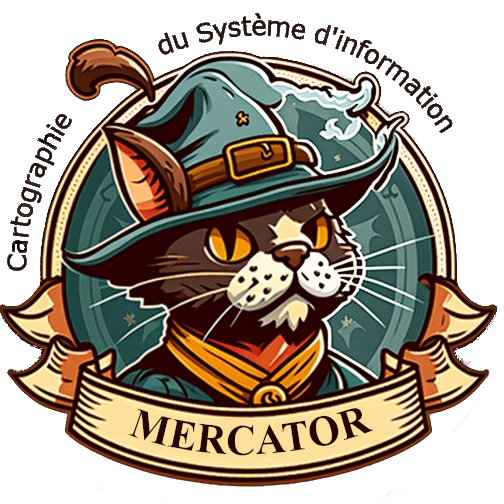 Cartographie
du Système d'information
MERCATOR